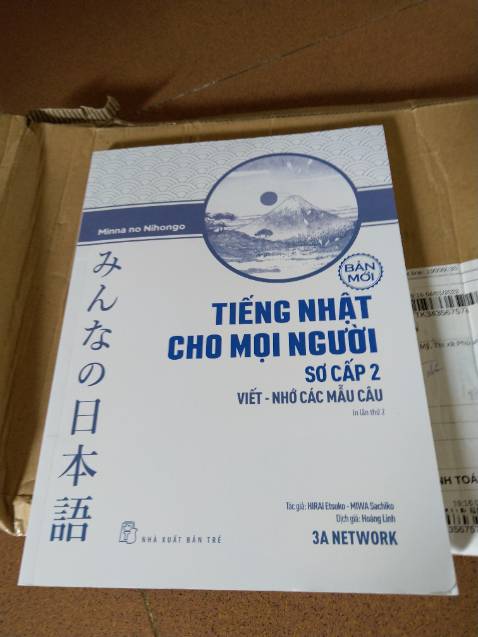 Minna no Nihongo
みんなの日本語
BẢN
MỚI
TIẾNG NHẬT
CHO MỌI NGƯỜI
SƠ CẤP 2
VIẾT - NHỚ CÁC MẪU CÂU
In lần thứ 2
Tác giả: HIRAI Etsuko - MIWA Sachiko
Dịch giả: Hoàng Linh
3A NETWORK
NHÀ XUẤT BẢN TRẺ